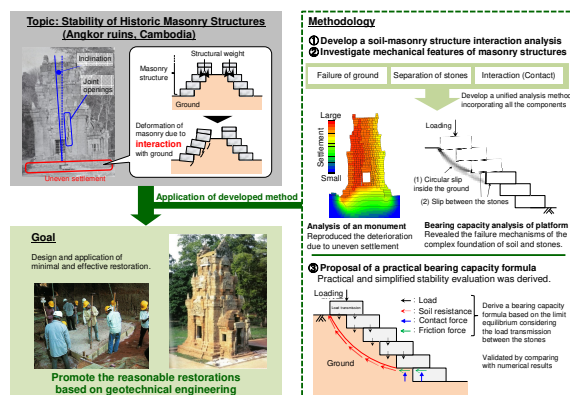 Topic: Stability of Historic Masonry Structures
(Angkor ruins, Cambodia)
Inclination
Joint
openings
Uneven settlement
Structural weight
Masonry
structure
Ground
Deformation of
masonry due to
interaction
with ground
Application of developed method
Goal
Design and application of
minimal and effective restoration.
Promote the reasonable restorations
based on geotechnical engineering
Methodology
① Develop a soil-masonry structure interaction analysis
② Investigate mechanical features of masonry structures
Failure of ground
Separation of stones
Interaction (Contact)
Develop a unified analysis method
incorporating all the components
Large
Settlement
Small
Loading
(1) Circular slip
inside the ground
(2) Slip between the stones
Analysis of an monument
Reproduced the deterioration
due to uneven settlement
Bearing capacity analysis of platform
Revealed the failure mechanisms of the
complex foundation of soil and stones.
③ Proposal of a practical bearing capacity formula
Practical and simplified stability evaluation was derived.
Loading
Load transmission
Ground
: Load
: Soil resistance
: Contact force
: Friction force
Derive a bearing capacity
formula based on the limit
equilibrium considering
the load transmission
between the stones
Validated by comparing
with numerical results